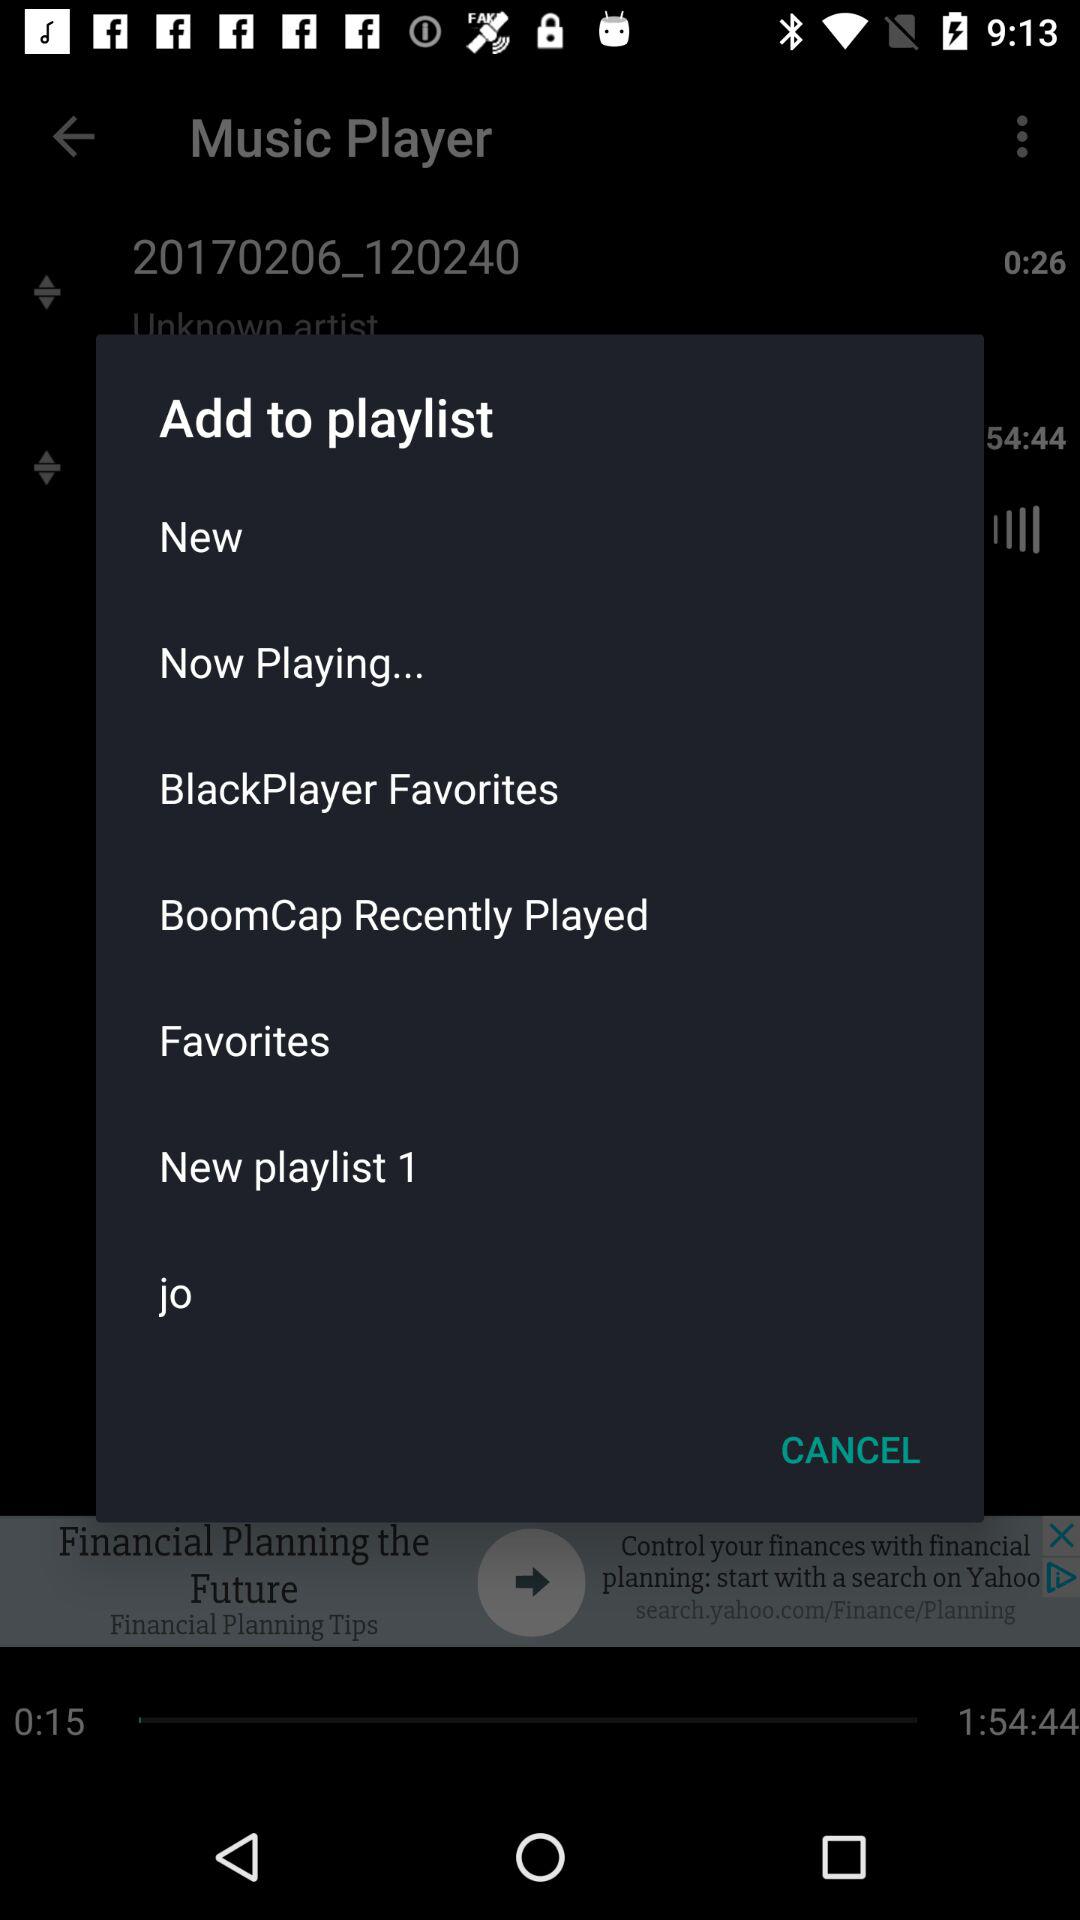 FAKE
9:13
Music Player
20170206_120240
0:26
Unknown artist
54:44
Add to playlist
New
Now Playing...
BlackPlayer Favorites
BoomCap Recently Played
Favorites
New playlist 1
jo
CANCEL
Financial Planning the
Future
Financial Planning Tips
Control your finances with financial
planning: start with a search on Yahoo
search.yahoo.com/Finance/Planning
0:15
1:54:44